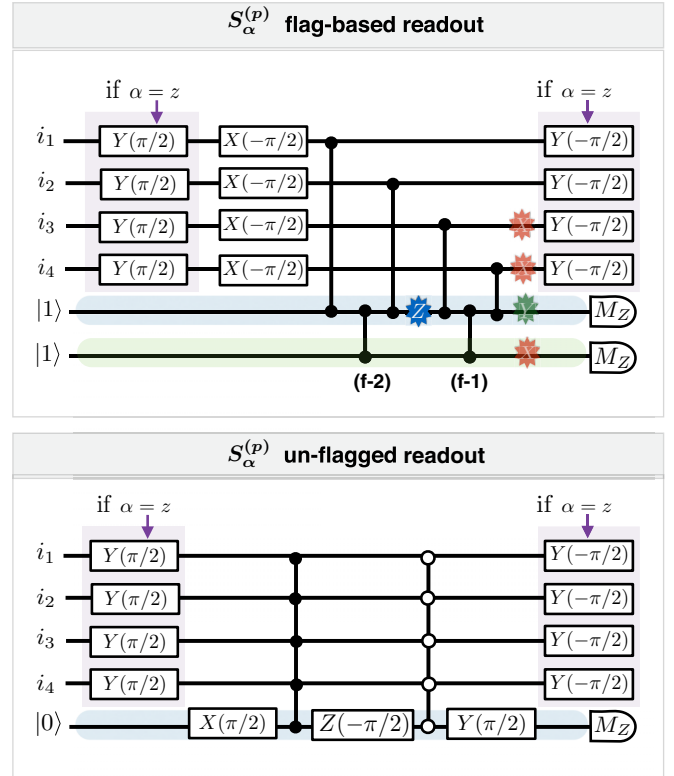 S_α^(p) flag-based readout
if α = z
if α = z
i₁ Y(π/2) X(−π/2) Y(−π/2)
i₂ Y(π/2) X(−π/2) Y(−π/2)
i₃ Y(π/2) X(−π/2) Y(−π/2)
i₄ Y(π/2) X(−π/2) Y(−π/2)
|1⟩ Z M_Z
|1⟩ M_Z
(f-2) (f-1)
S_α^(p) un-flagged readout
if α = z
if α = z
i₁ Y(π/2) Y(−π/2)
i₂ Y(π/2) Y(−π/2)
i₃ Y(π/2) Y(−π/2)
i₄ Y(π/2) Y(−π/2)
|0⟩ X(π/2) Z(−π/2) Y(π/2) M_Z